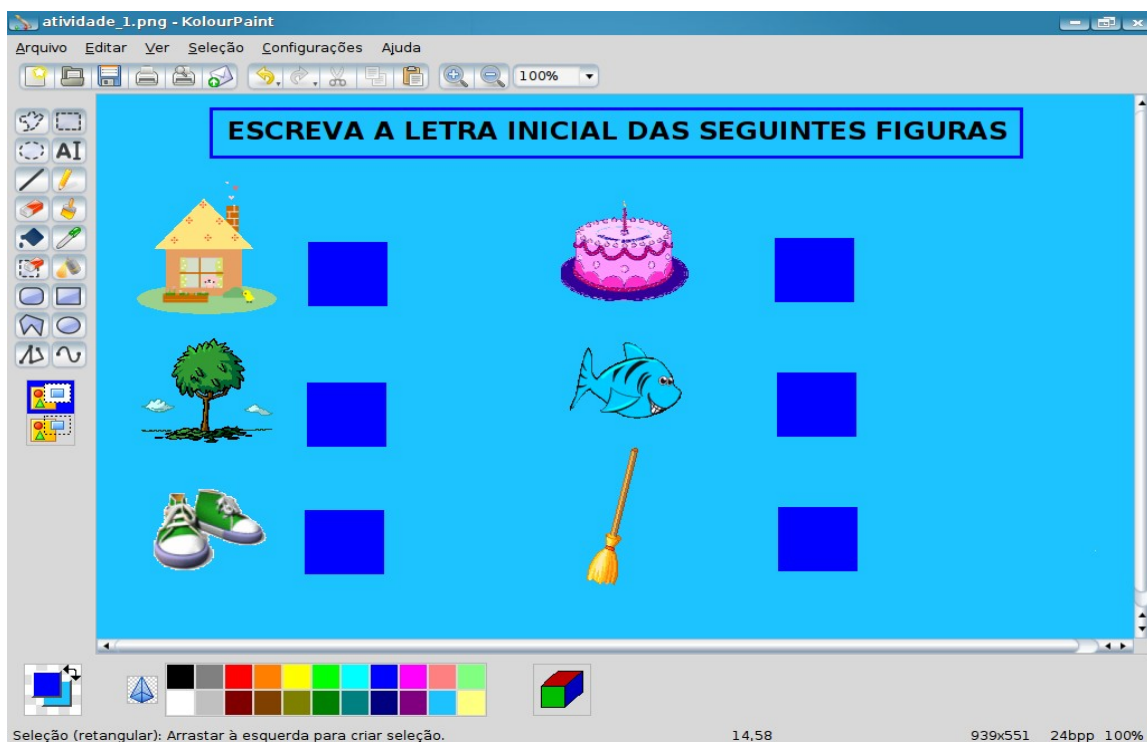 atividade_1.png - KolourPaint
Arquivo Editar Ver Seleção Configurações Ajuda
100%
AI
ESCREVA A LETRA INICIAL DAS SEGUINTES FIGURAS
Seleção (retangular): Arrastar à esquerda para criar seleção. 14,58 939x551 24bpp 100%